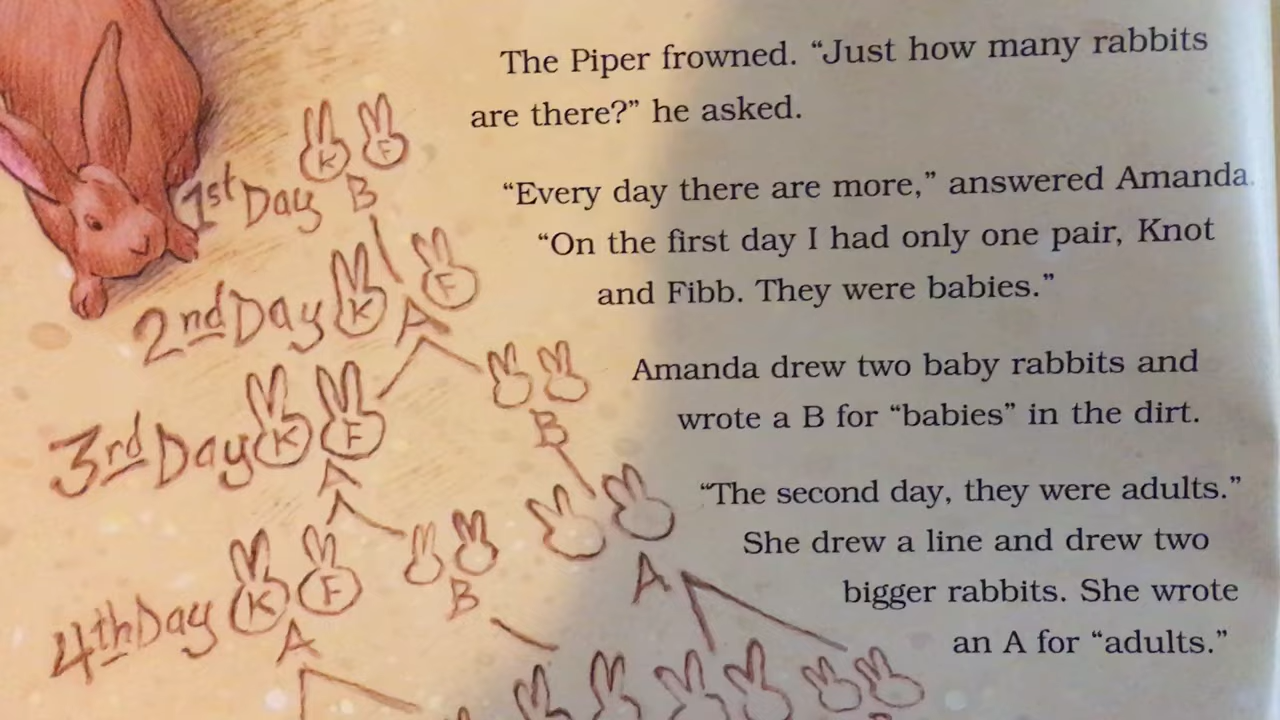 The Piper frowned. “Just how many rabbits
are there?” he asked.
“Every day there are more,” answered Amanda.
“On the first day I had only one pair, Knot
and Fibb. They were babies.”
Amanda drew two baby rabbits and
wrote a B for “babies” in the dirt.
“The second day, they were adults.”
She drew a line and drew two
bigger rabbits. She wrote
an A for “adults.”
K F
1st Day B
2nd Day K F
A
3rd Day K F
B
A
4th Day K F
B
A
A